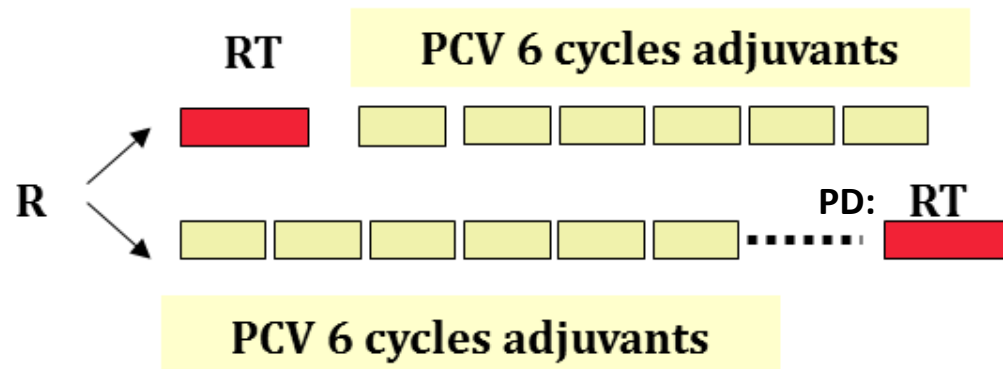 RT
PCV 6 cycles adjuvants
R
PD: RT
PCV 6 cycles adjuvants